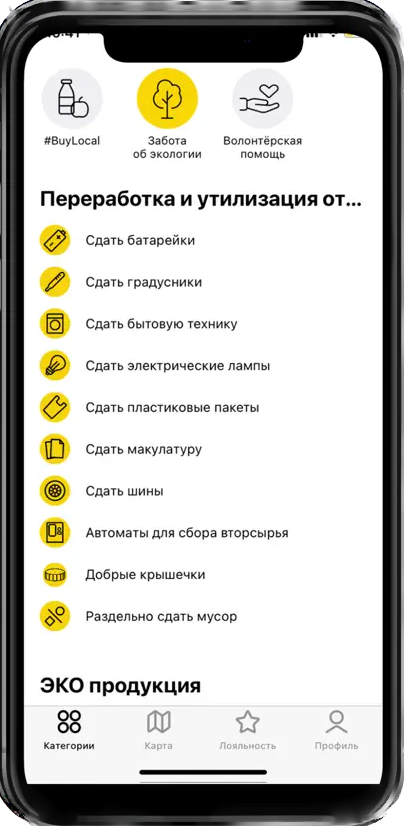 #BuyLocal
Забота
об экологии
Волонтёрская
помощь
Переработка и утилизация от...
Сдать батарейки
Сдать градусники
Сдать бытовую технику
Сдать электрические лампы
Сдать пластиковые пакеты
Сдать макулатуру
Сдать шины
Автоматы для сбора вторсырья
Добрые крышечки
Раздельно сдать мусор
ЭКО продукция
Категории
Карта
Лояльность
Профиль